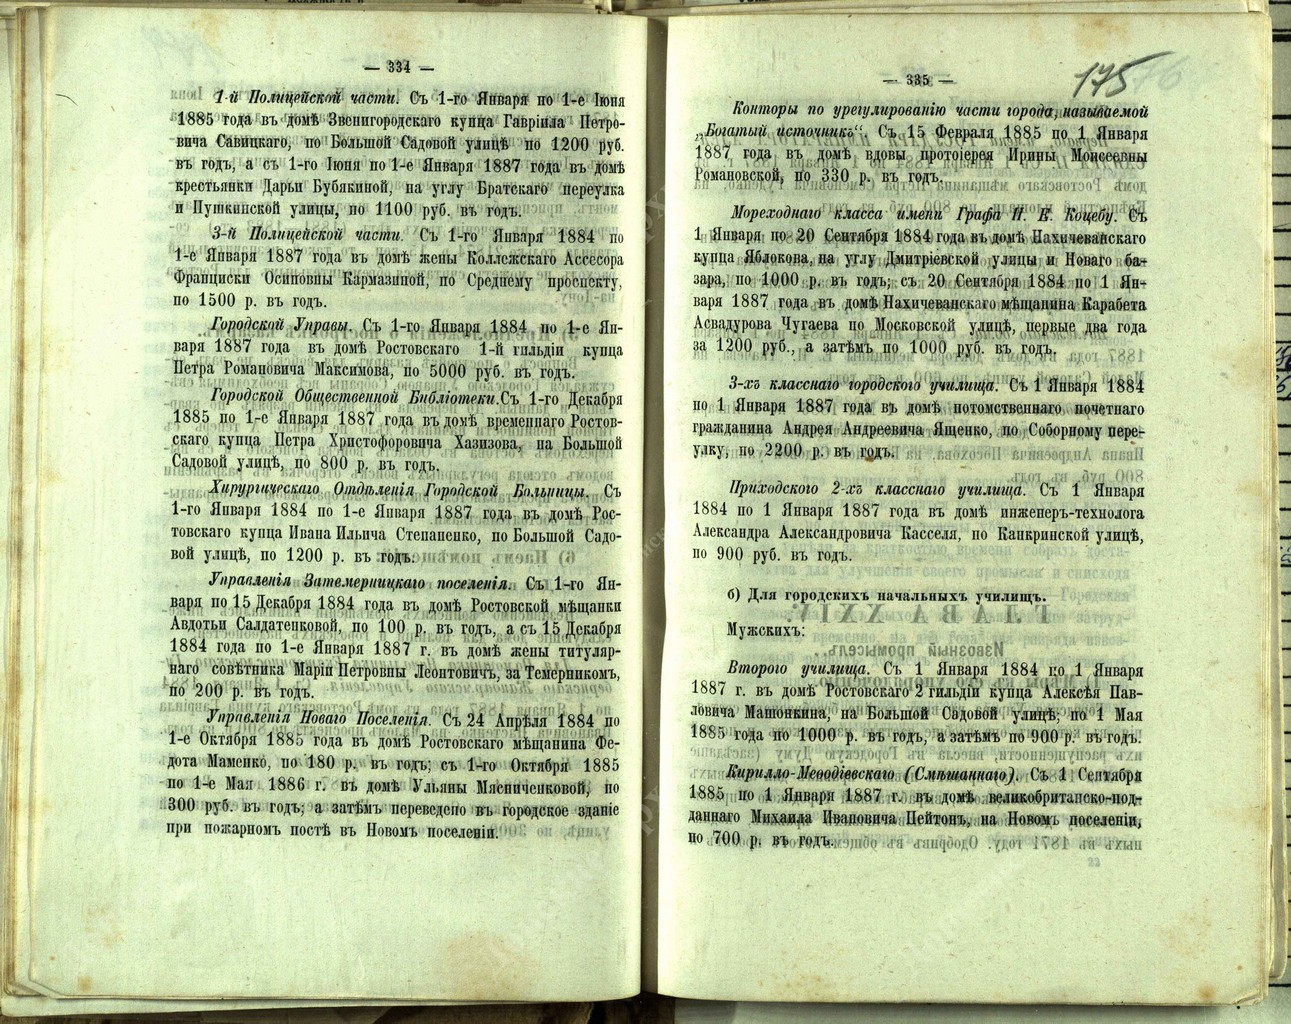 — 334 —
1-й Полицейской части. Съ 1-го Января по 1-е Іюня
1885 года въ домѣ Звенигородскаго купца Гавріила Петро-
вича Савицкаго, по Большой Садовой улицѣ по 1200 руб.
въ годъ, а съ 1-го Іюня по 1-е Января 1887 года въ домѣ
крестьянки Дарьи Бубякиной, на углу Братскаго переулка
и Пушкинской улицы, по 1100 руб. въ годъ.
3-й Полицейской части. Съ 1-го Января 1884 по
1-е Января 1887 года въ домѣ жены Коллежскаго Ассесора
Франциски Осиповны Кармазиной, по Среднему проспекту,
по 1500 р. въ годъ.
Городской Управы. Съ 1-го Января 1884 по 1-е Ян-
варя 1887 года въ домѣ Ростовскаго 1-й гильдіи купца
Петра Романовича Максимова, по 5000 руб. въ годъ.
Городской Общественной Библіотеки. Съ 1-го Декабря
1885 по 1-е Января 1887 года въ домѣ временнаго Ростов-
скаго купца Петра Христофоровича Хазизова, на Большой
Садовой улицѣ, по 800 р. въ годъ.
Хирургическаго Отдѣленія Городской Больницы. Съ
1-го Января 1884 по 1-е Января 1887 года въ домѣ Рос-
товскаго купца Ивана Ильича Степаненко, по Большой Садо-
вой улицѣ, по 1200 р. въ годъ.
Управленія Затемерницкаго поселенія. Съ 1-го Ян-
варя по 15 Декабря 1884 года въ домѣ Ростовской мѣщанки
Авдотьи Салдатенковой, по 100 р. въ годъ, а съ 15 Декабря
1884 года по 1-е Января 1887 г. въ домѣ жены титуляр-
наго совѣтника Маріи Петровны Леонтовичъ, за Темерникомъ,
по 200 р. въ годъ.
Управленія Новаго Поселенія. Съ 24 Апрѣля 1884 по
1-е Октября 1885 года въ домѣ Ростовскаго мѣщанина Фе-
дота Маменко, по 180 р. въ годъ; съ 1-го Октября 1885
по 1-е Мая 1886 г. въ домѣ Ульяны Мясниченковой, по
300 руб. въ годъ; а затѣмъ переведено въ городское зданіе
при пожарномъ постѣ въ Новомъ поселеніи.
— 335 —
175
Конторы по урегулированію части города, называемой
„Богатый источникъ“. Съ 15 Февраля 1885 по 1 Января
1887 года въ домѣ вдовы протоіерея Ирины Моисеевны
Романовской, по 330 р. въ годъ.
Мореходнаго класса имени Графа П. Е. Коцебу. Съ
1 Января по 20 Сентября 1884 года въ домѣ Нахичеванскаго
купца Яблокова, на углу Дмитріевской улицы и Новаго ба-
зара, по 1000 р. въ годъ; съ 20 Сентября 1884 по 1 Ян-
варя 1887 года въ домѣ Нахичеванскаго мѣщанина Карабета
Асвадурова Чугаева по Московской улицѣ, первые два года
за 1200 руб., а затѣмъ по 1000 руб. въ годъ.
3-хъ класснаго городского училища. Съ 1 Января 1884
по 1 Января 1887 года въ домѣ потомственнаго почетнаго
гражданина Андрея Андреевича Ященко, по Соборному пере-
улку, по 2200 р. въ годъ.
Приходского 2-хъ класснаго училища. Съ 1 Января
1884 по 1 Января 1887 года въ домѣ инженеръ-технолога
Александра Александровича Касселя, по Канкринской улицѣ,
по 900 руб. въ годъ.
б) Для городскихъ начальныхъ училищъ.
Мужскихъ:
Второго училища. Съ 1 Января 1884 ко 1 Января
1887 г. въ домѣ Ростовскаго 2 гильдіи купца Алексѣя Пав-
ловича Машонкина, на Большой Садовой улицѣ; по 1 Мая
1885 года по 1000 р. въ годъ, а затѣмъ по 900 р. въ годъ.
Кирилло-Меѳодіевскаго (Смѣшаннаго). Съ 1 Сентября
1885 по 1 Января 1887 г. въ домѣ великобританско-под-
даннаго Михаила Ивановича Пейтонъ, на Новомъ поселеніи,
по 700 р. въ годъ.